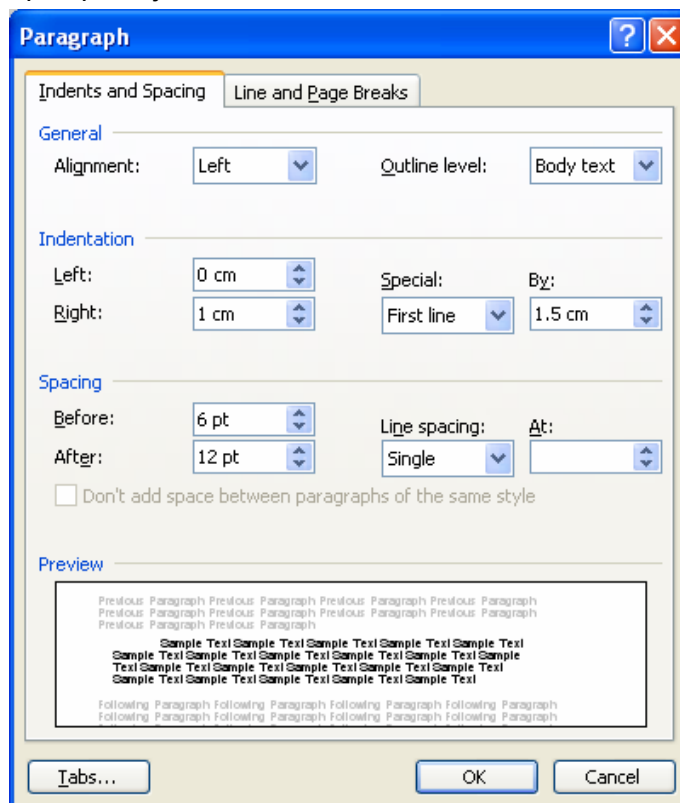 Paragraph
Indents and Spacing Line and Page Breaks
General
Alignment: Left Outline level: Body text
Indentation
Left: 0 cm Special: By:
Right: 1 cm First line 1.5 cm
Spacing
Before: 6 pt Line spacing: At:
After: 12 pt Single
Don't add space between paragraphs of the same style
Preview
Previous Paragraph Previous Paragraph Previous Paragraph Previous Paragraph
Previous Paragraph Previous Paragraph Previous Paragraph Previous Paragraph
Previous Paragraph Previous Paragraph
Sample Text Sample Text Sample Text Sample Text Sample Text
Sample Text Sample Text Sample Text Sample Text Sample
Text Sample Text Sample Text Sample Text Sample Text
Sample Text Sample Text Sample Text Sample Text Sample Text
Following Paragraph Following Paragraph Following Paragraph Following Paragraph
Following Paragraph Following Paragraph Following Paragraph Following Paragraph
Tabs... OK Cancel